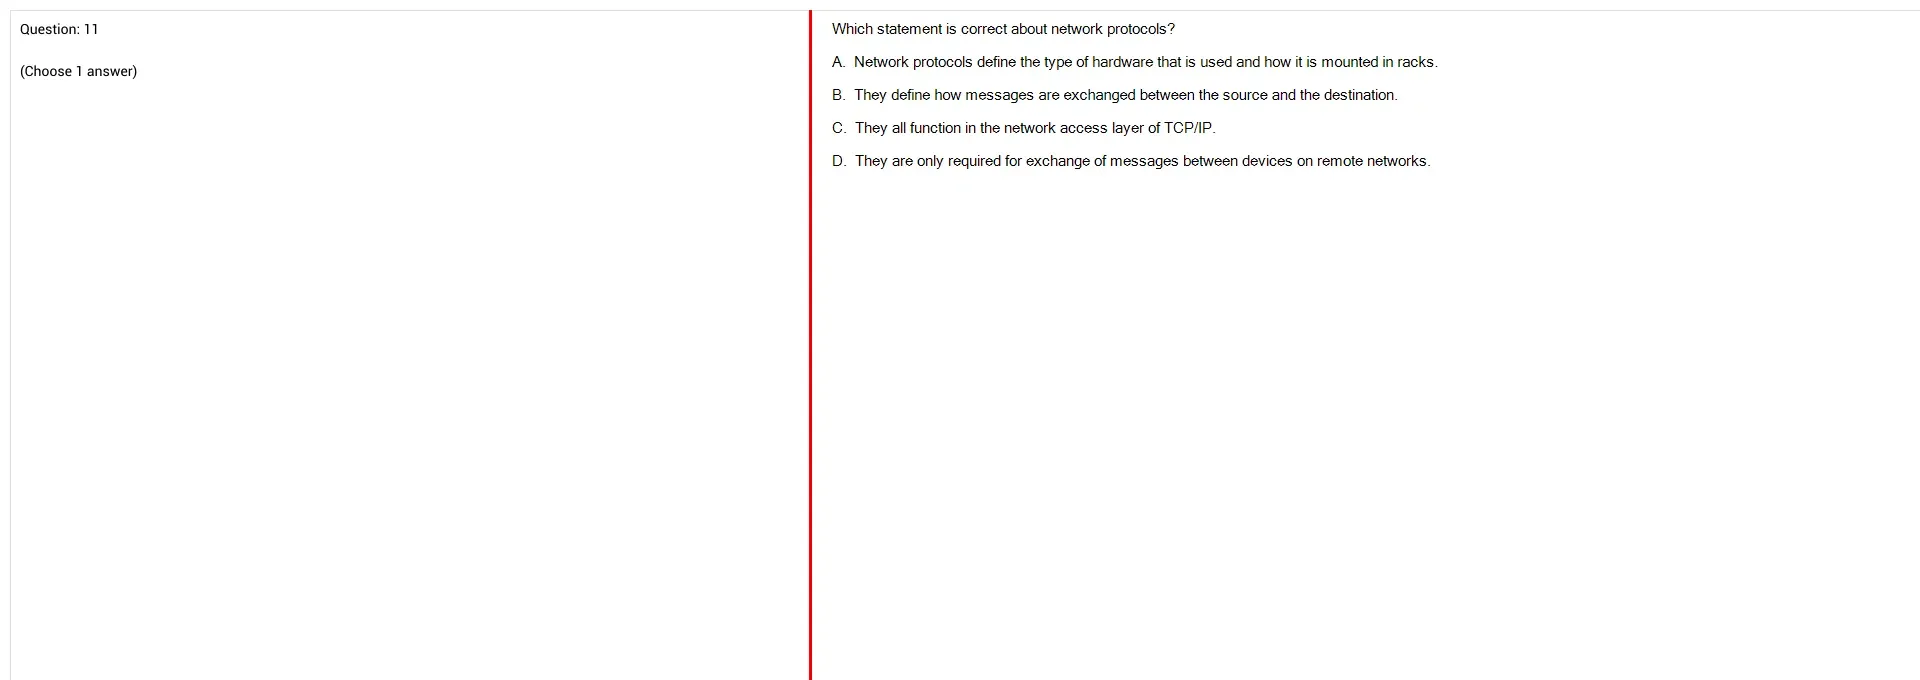 Question: 11
(Choose 1 answer)
Which statement is correct about network protocols?
A. Network protocols define the type of hardware that is used and how it is mounted in racks.
B. They define how messages are exchanged between the source and the destination.
C. They all function in the network access layer of TCP/IP.
D. They are only required for exchange of messages between devices on remote networks.